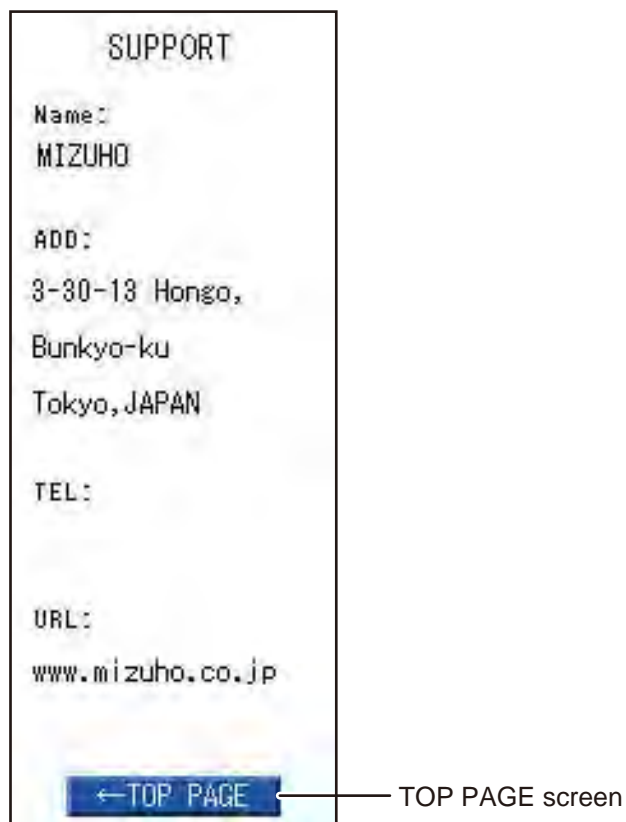 SUPPORT
Name:
MIZUHO
ADD:
3-30-13 Hongo,
Bunkyo-ku
Tokyo,JAPAN
TEL:
URL:
www.mizuho.co.jp
←TOP PAGE
TOP PAGE screen